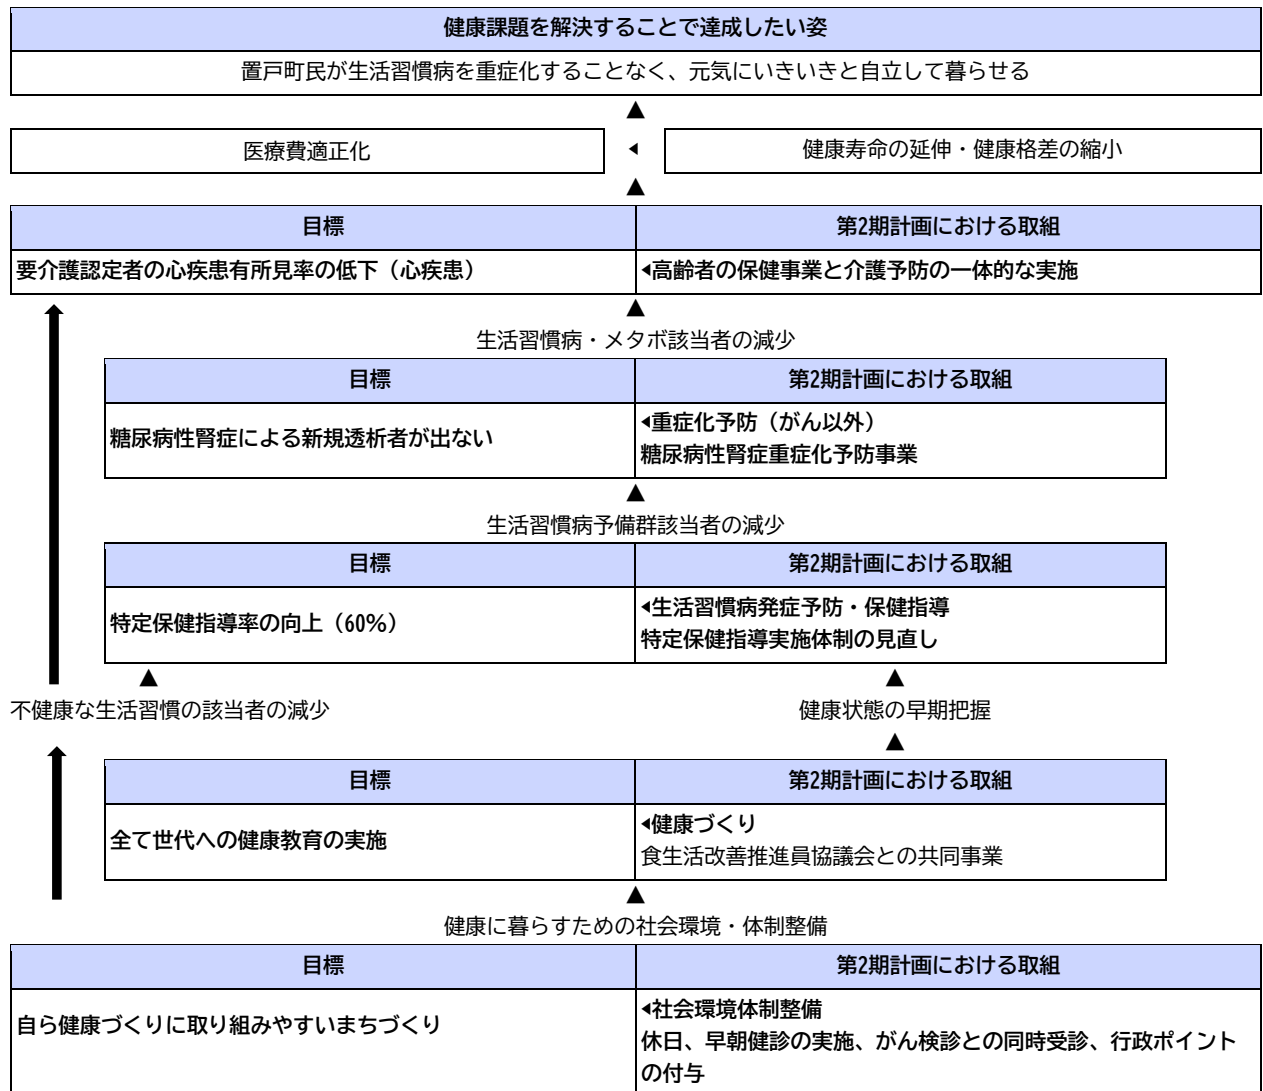 健康課題を解決することで達成したい姿
置戸町民が生活習慣病を重症化することなく、元気にいきいきと自立して暮らせる
▲
医療費適正化 ◀ 健康寿命の延伸・健康格差の縮小
▲
目標 第2期計画における取組
要介護認定者の心疾患有所見率の低下（心疾患） ◀高齢者の保健事業と介護予防の一体的な実施
▲
生活習慣病・メタボ該当者の減少
目標 第2期計画における取組
糖尿病性腎症による新規透析者が出ない
◀重症化予防（がん以外）
糖尿病性腎症重症化予防事業
▲
生活習慣病予備群該当者の減少
目標 第2期計画における取組
特定保健指導率の向上（60％）
◀生活習慣病発症予防・保健指導
特定保健指導実施体制の見直し
▲ ▲
不健康な生活習慣の該当者の減少 健康状態の早期把握
▲
目標 第2期計画における取組
全て世代への健康教育の実施
◀健康づくり
食生活改善推進員協議会との共同事業
▲
健康に暮らすための社会環境・体制整備
目標 第2期計画における取組
自ら健康づくりに取り組みやすいまちづくり
◀社会環境体制整備
休日、早朝健診の実施、がん検診との同時受診、行政ポイント
の付与